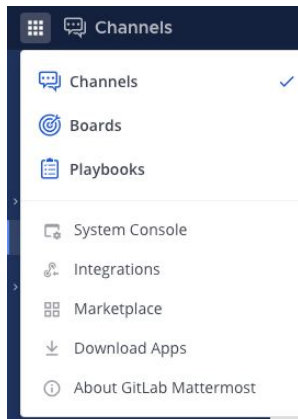 Channels
Channels
Boards
Playbooks
System Console
Integrations
Marketplace
Download Apps
About GitLab Mattermost